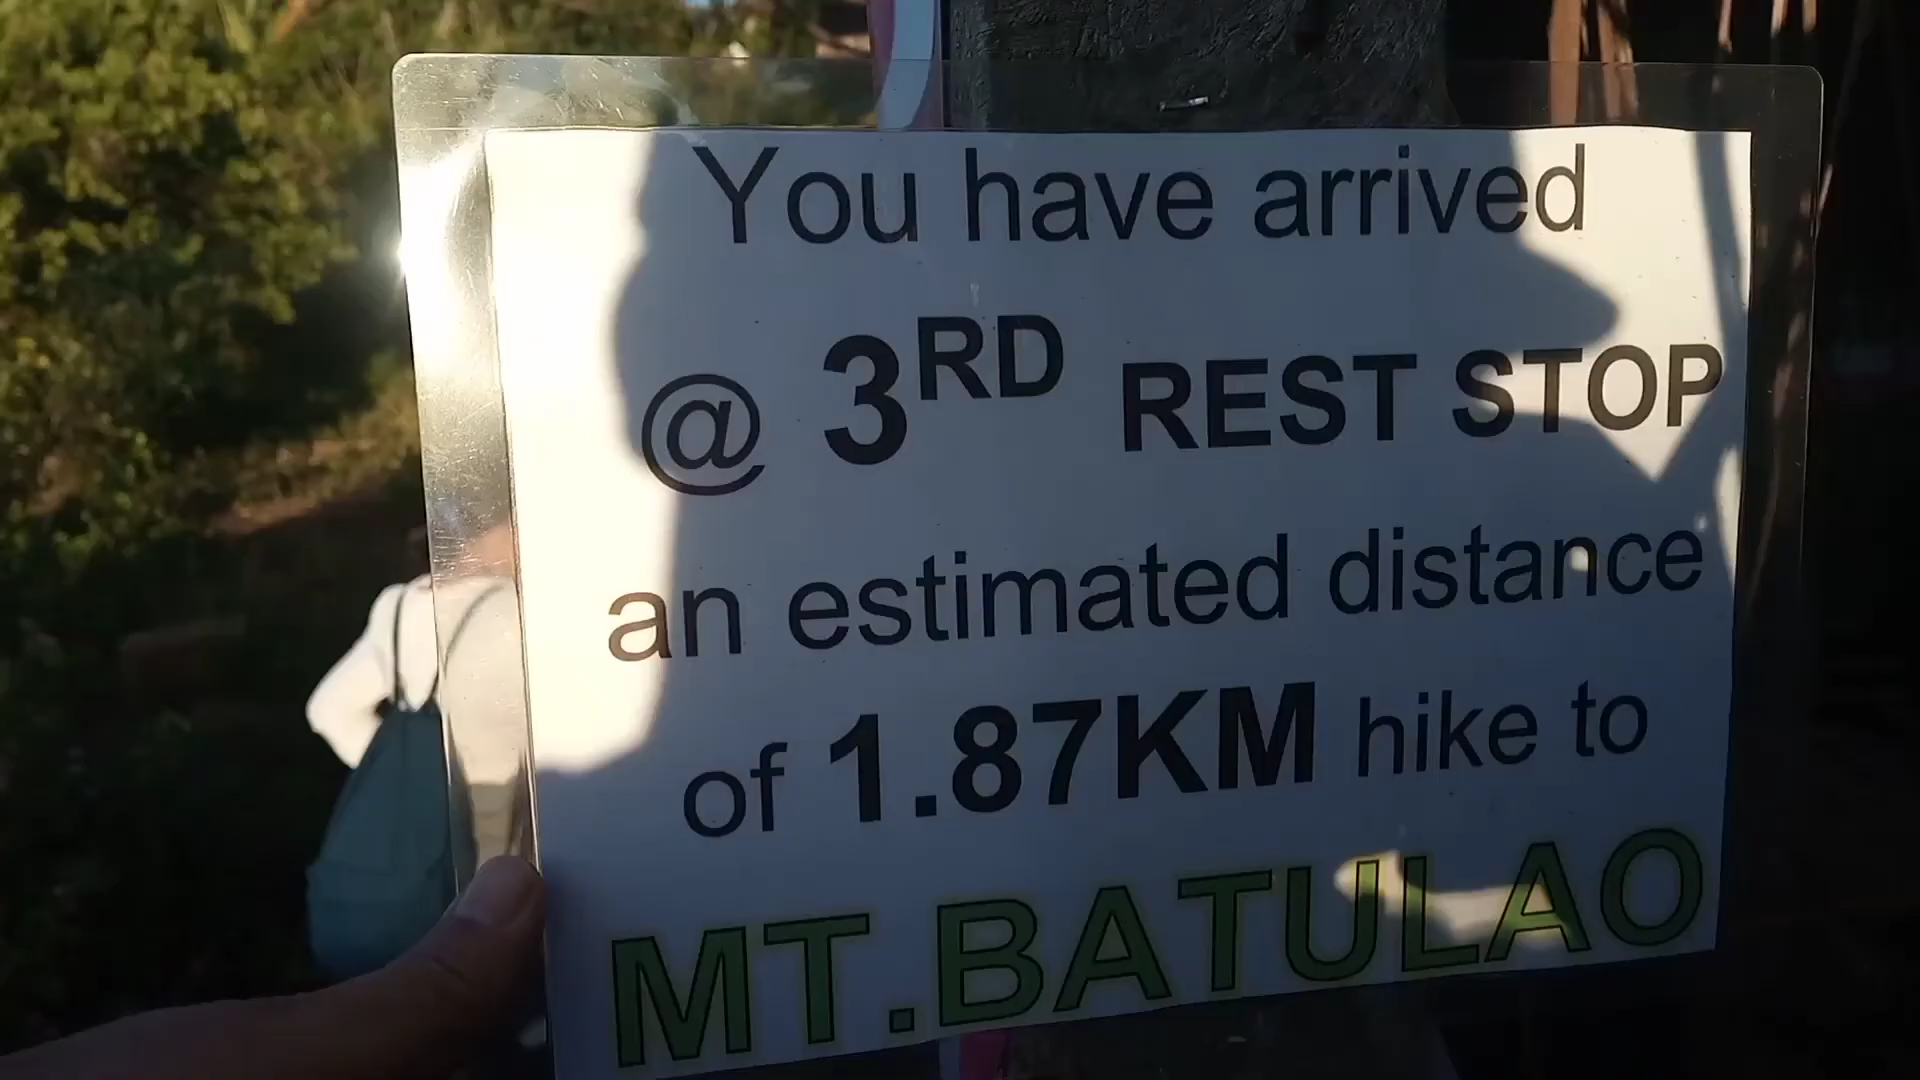 You have arrived
@ 3RD REST STOP
an estimated distance
of 1.87KM hike to
MT.BATULAO